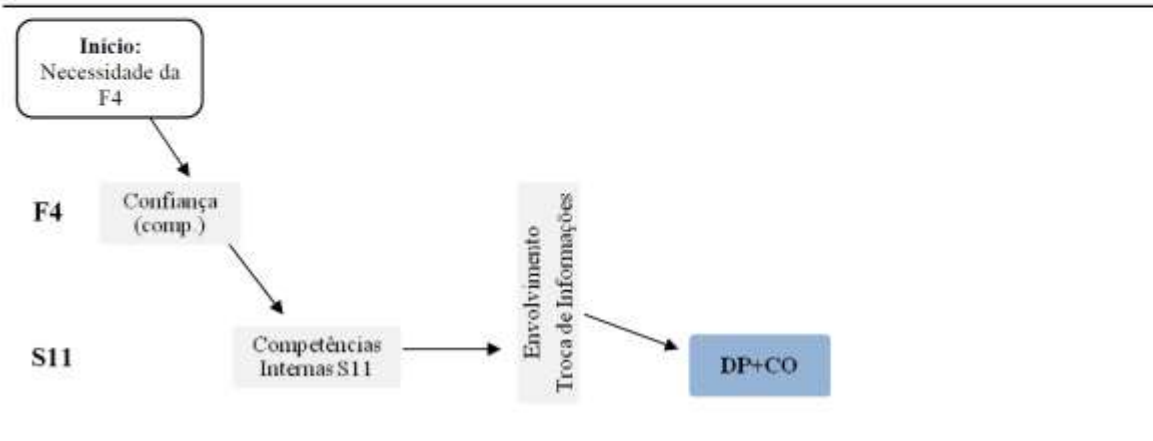 Início:
Necessidade da
F4
F4
Confiança
(comp.)
Envolvimento
Troca de Informações
S11
Competências
Internas S11
DP+CO